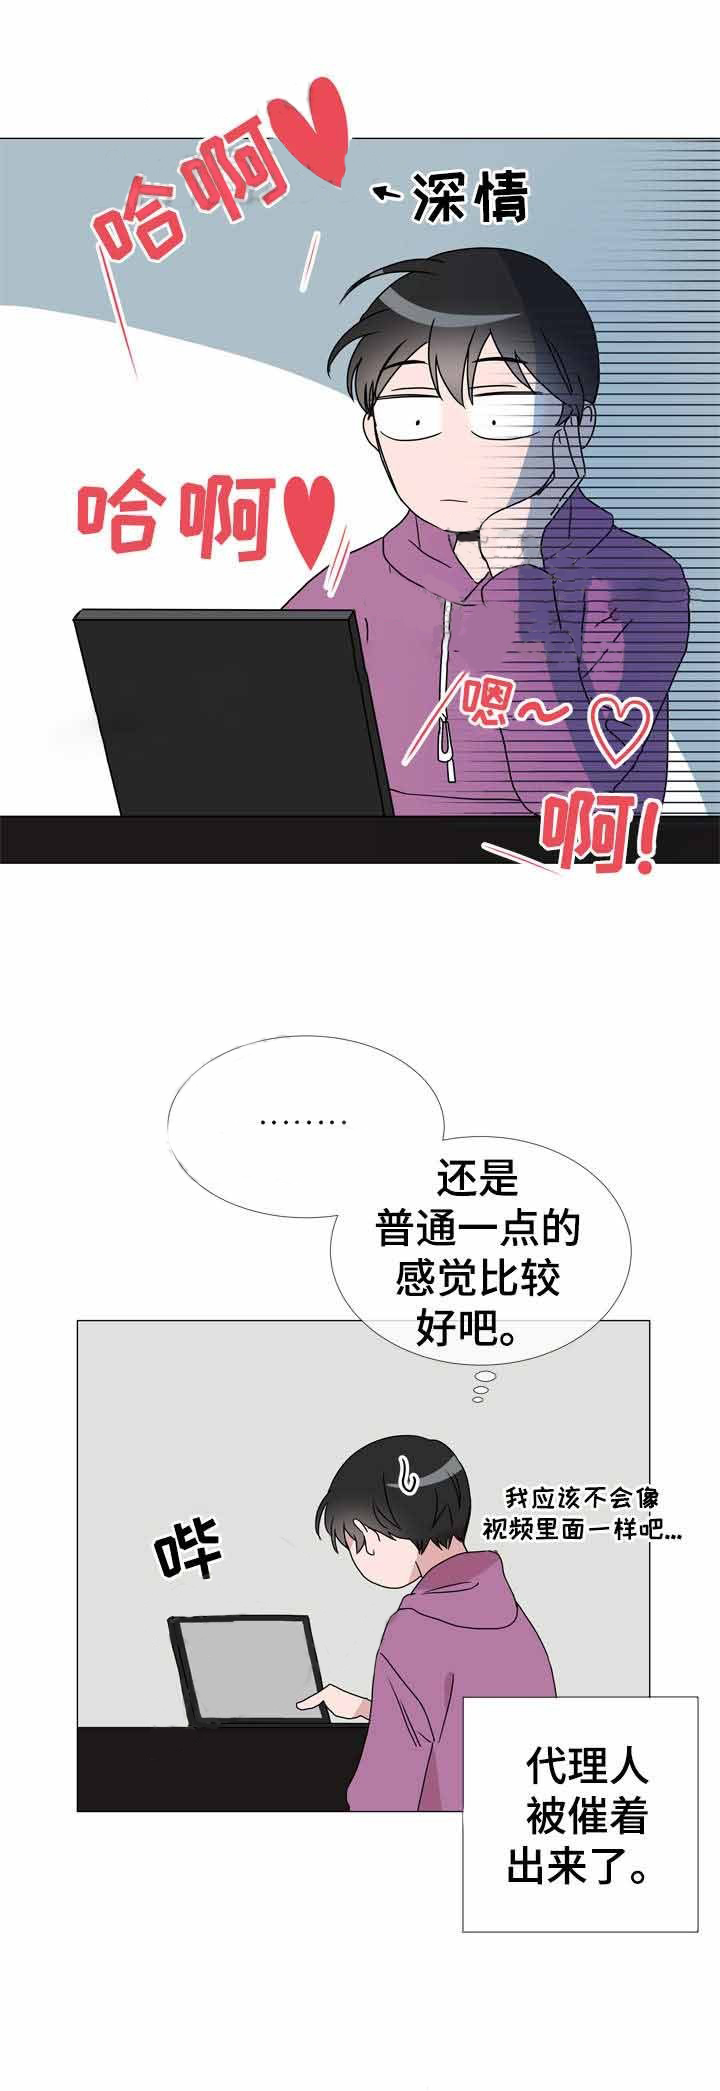 哈啊♥
←深情
哈啊♥
嗯～♡
啊!
········
还是
普通一点的
感觉比较
好吧。
我应该不会像
视频里面一样吧...
哔
代理人
被催着
出来了。